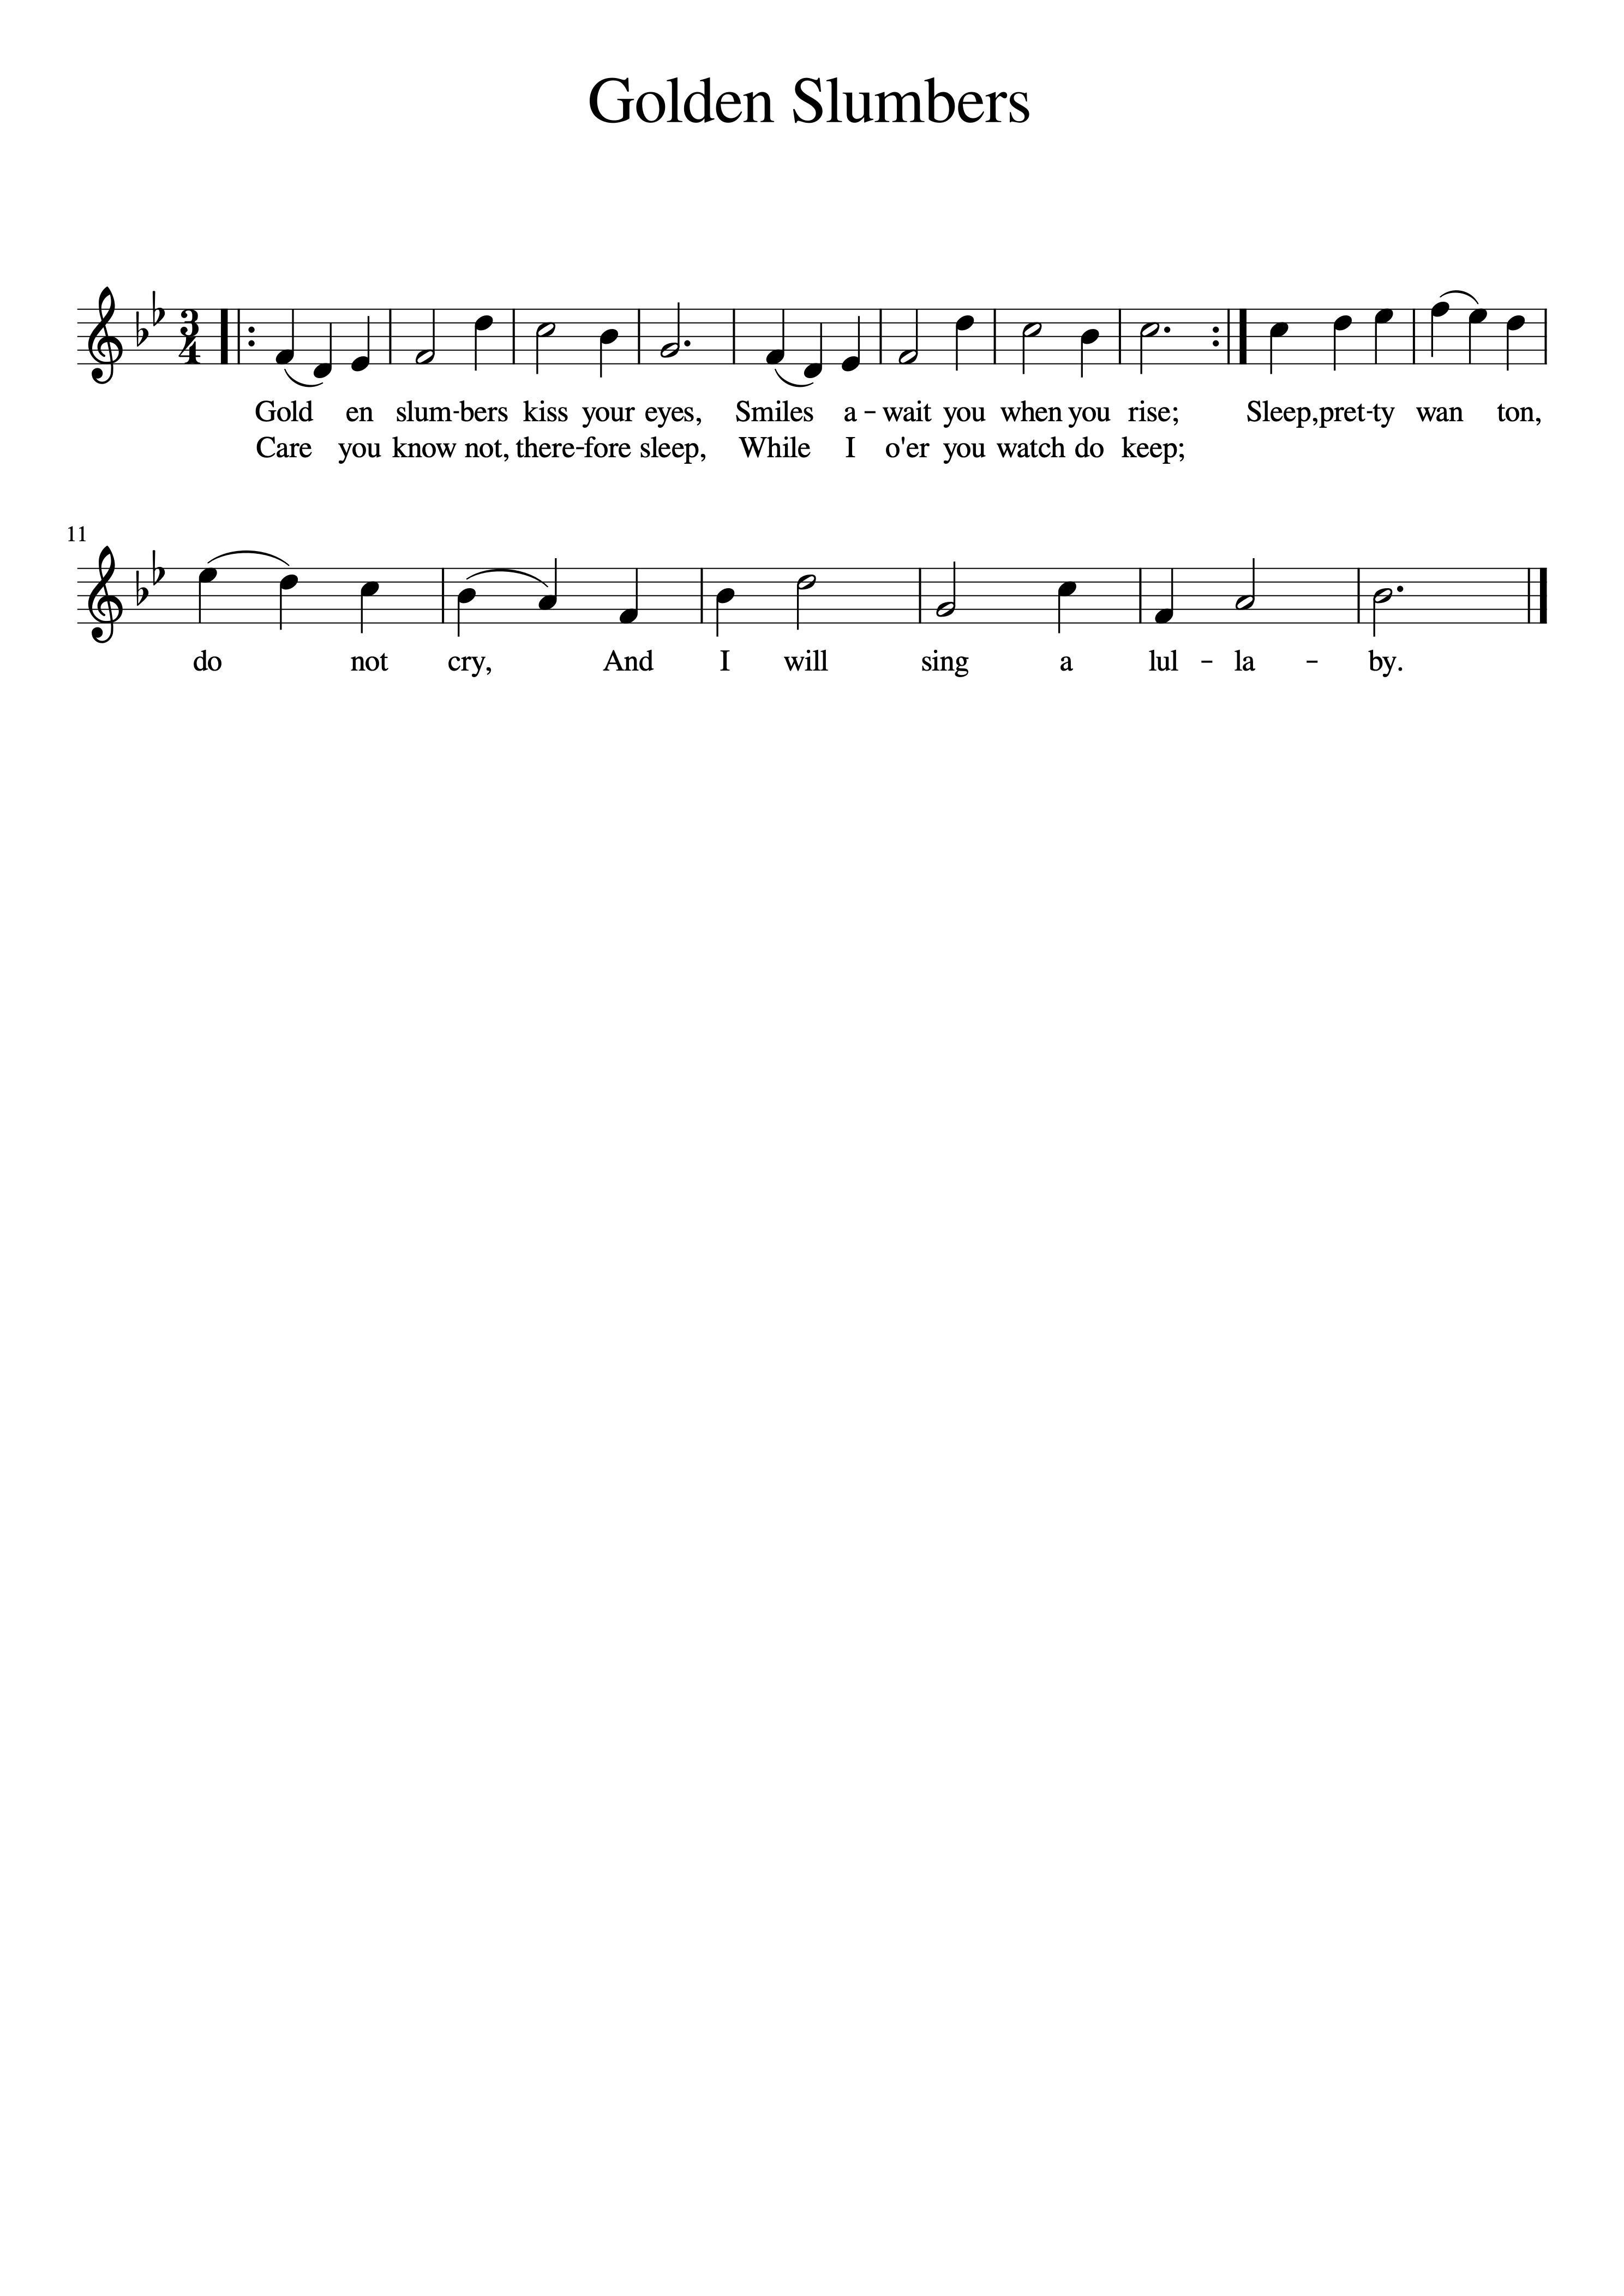 Golden Slumbers
3
4
Gold en slum-bers kiss your eyes, Smiles a-wait you when you rise; Sleep,pret-ty wan ton,
Care you know not, there-fore sleep, While I o'er you watch do keep;
11
do not cry, And I will sing a lul - la - by.